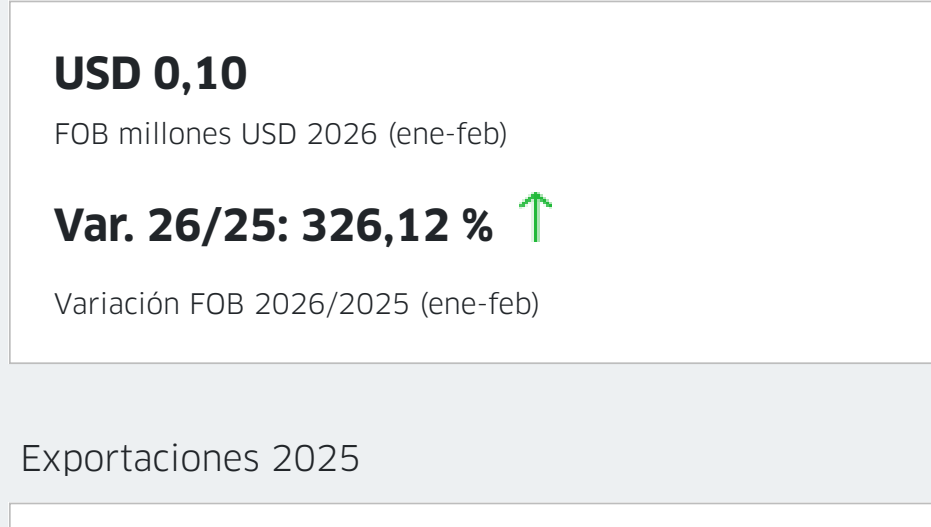 USD 0,10
FOB millones USD 2026 (ene-feb)
Var. 26/25: 326,12 %
Variación FOB 2026/2025 (ene-feb)
Exportaciones 2025